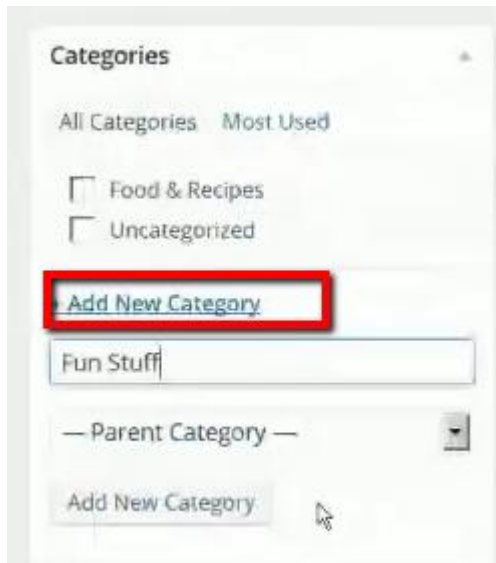 Categories
All Categories Most Used
Food & Recipes
Uncategorized
+ Add New Category
Fun Stuff
— Parent Category —
Add New Category